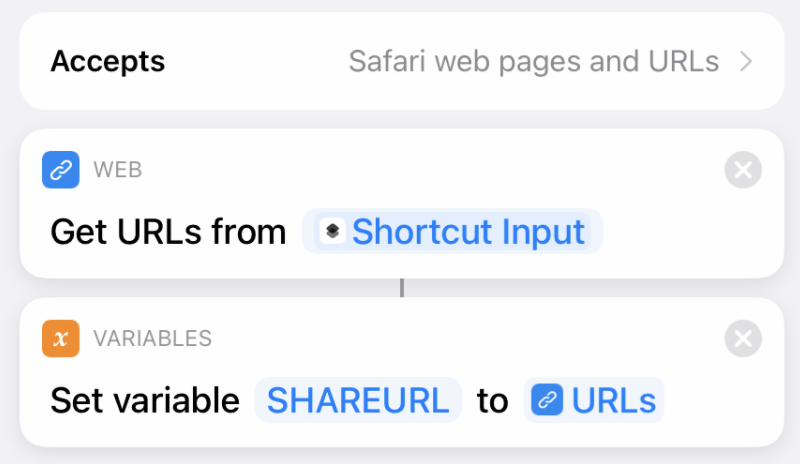 Accepts Safari web pages and URLs
WEB
Get URLs from Shortcut Input
VARIABLES
Set variable SHAREURL to URLs